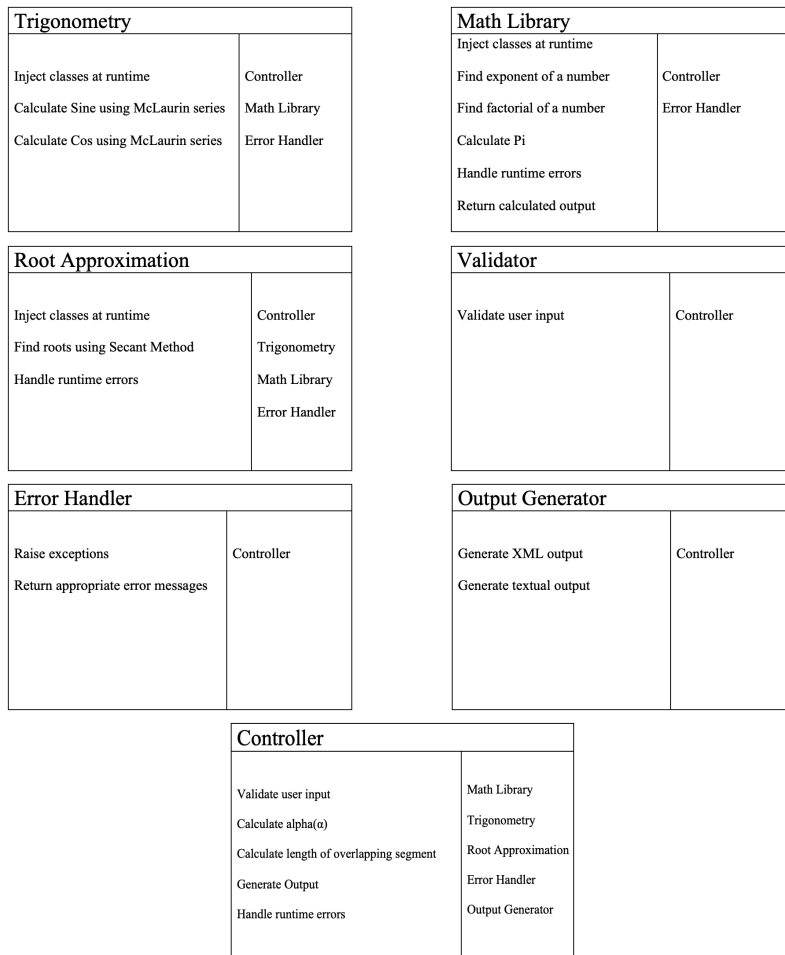 Trigonometry
Inject classes at runtime
Controller
Calculate Sine using McLaurin series
Math Library
Calculate Cos using McLaurin series
Error Handler
Math Library
Inject classes at runtime
Find exponent of a number
Controller
Find factorial of a number
Error Handler
Calculate Pi
Handle runtime errors
Return calculated output
Root Approximation
Inject classes at runtime
Controller
Find roots using Secant Method
Trigonometry
Handle runtime errors
Math Library
Error Handler
Validator
Validate user input
Controller
Error Handler
Raise exceptions
Controller
Return appropriate error messages
Output Generator
Generate XML output
Controller
Generate textual output
Controller
Validate user input
Math Library
Calculate alpha(α)
Trigonometry
Calculate length of overlapping segment
Root Approximation
Generate Output
Error Handler
Handle runtime errors
Output Generator